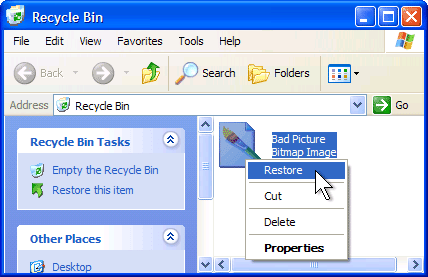 Recycle Bin
File Edit View Favorites Tools Help
Back Search Folders
Address Recycle Bin Go
Recycle Bin Tasks
Empty the Recycle Bin
Restore this item
Other Places
Desktop
Bad Picture
Bitmap Image
Restore
Cut
Delete
Properties